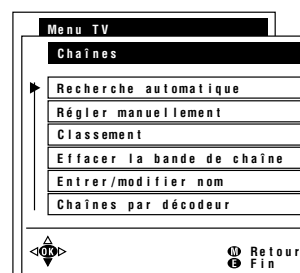 Menu TV
Chaînes
Recherche automatique
Régler manuellement
Classement
Effacer la bande de chaîne
Entrer/modifier nom
Chaînes par décodeur
OK
M Retour
E Fin